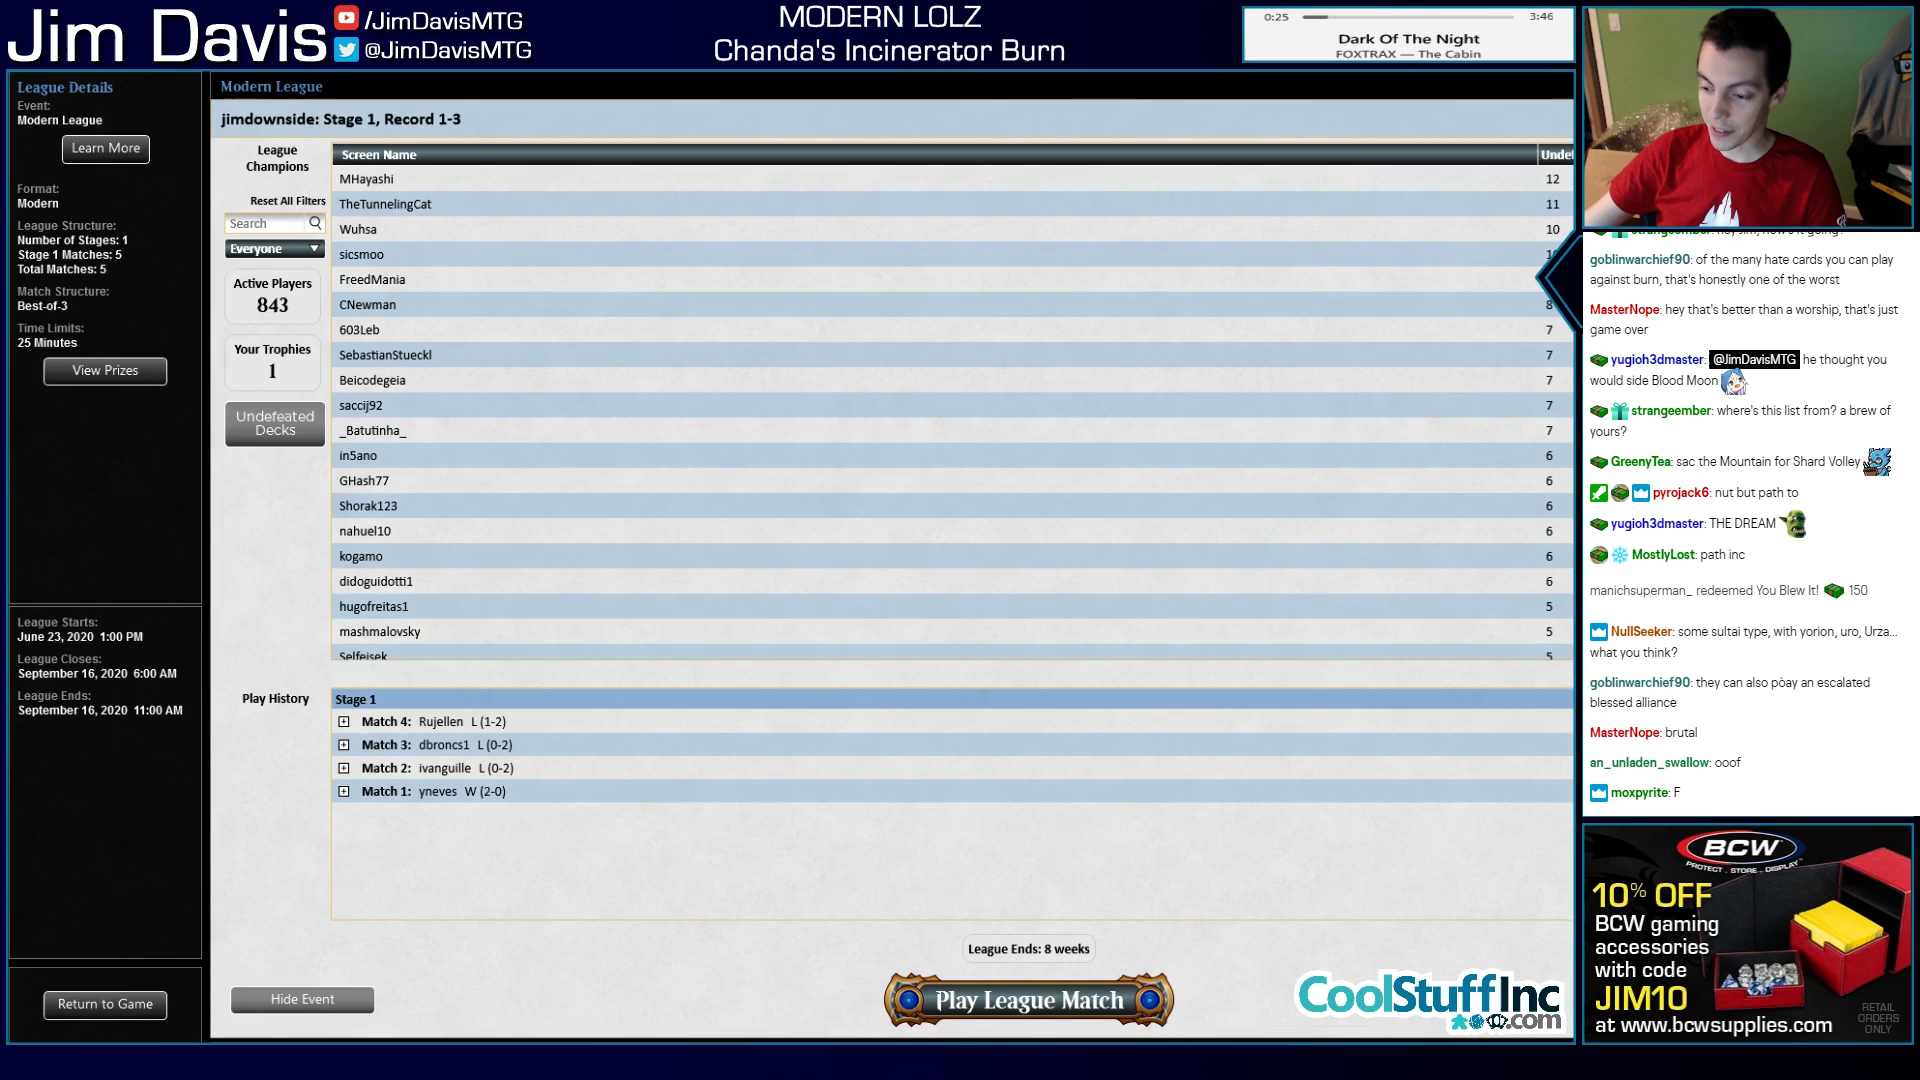 Jim Davis
/JimDavisMTG
@JimDavisMTG
MODERN LOLZ
Chanda's Incinerator Burn
0:25
3:46
Dark Of The Night
FOXTRAX — The Cabin
League Details
Event:
Modern League
Learn More
Format:
Modern
League Structure:
Number of Stages: 1
Stage 1 Matches: 5
Total Matches: 5
Match Structure:
Best-of-3
Time Limits:
25 Minutes
View Prizes
League Starts:
June 23, 2020 1:00 PM
League Closes:
September 16, 2020 6:00 AM
League Ends:
September 16, 2020 11:00 AM
Return to Game
Modern League
jimdownside: Stage 1, Record 1-3
League
Champions
Reset All Filters
Search
Everyone
Active Players
843
Your Trophies
1
Undefeated
Decks
Screen Name Undef
MHayashi 12
TheTunnelingCat 11
Wuhsa 10
sicsmoo
FreedMania
CNewman 8
603Leb 7
SebastianStueckl 7
Beicodegeia 7
saccij92 7
_Batutinha_ 7
in5ano 6
GHash77 6
Shorak123 6
nahuel10 6
kogamo 6
didoguidotti1 6
hugofreitas1 5
mashmalovsky 5
Selfeisek 5
Play History
Stage 1
Match 4: Rujellen L (1-2)
Match 3: dbroncs1 L (0-2)
Match 2: ivanguille L (0-2)
Match 1: yneves W (2-0)
League Ends: 8 weeks
Hide Event
Play League Match
CoolStuffInc
.com
strangeember: hey jim, how's it going?
goblinwarchief90: of the many hate cards you can play
against burn, that's honestly one of the worst
MasterNope: hey that's better than a worship, that's just
game over
yugioh3dmaster: @JimDavisMTG he thought you
would side Blood Moon
strangeember: where's this list from? a brew of
yours?
GreenyTea: sac the Mountain for Shard Volley
pyrojack6: nut but path to
yugioh3dmaster: THE DREAM
MostlyLost: path inc
manichsuperman_ redeemed You Blew It! 150
NullSeeker: some sultai type, with yorion, uro, Urza...
what you think?
goblinwarchief90: they can also pòay an escalated
blessed alliance
MasterNope: brutal
an_unladen_swallow: ooof
moxpyrite: F
BCW
PROTECT . STORE . DISPLAY
10% OFF
BCW gaming
accessories
with code
JIM10
at www.bcwsupplies.com
RETAIL
ORDERS
ONLY